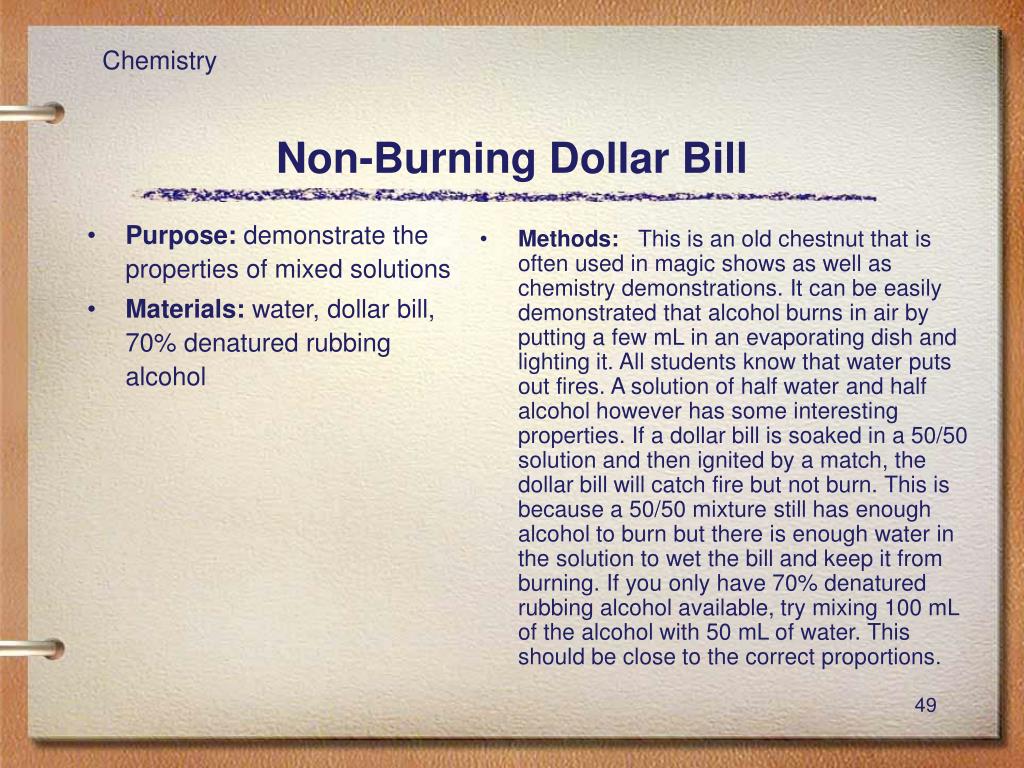 Chemistry
Non-Burning Dollar Bill
• Purpose: demonstrate the
properties of mixed solutions
• Materials: water, dollar bill,
70% denatured rubbing
alcohol
• Methods: This is an old chestnut that is
often used in magic shows as well as
chemistry demonstrations. It can be easily
demonstrated that alcohol burns in air by
putting a few mL in an evaporating dish and
lighting it. All students know that water puts
out fires. A solution of half water and half
alcohol however has some interesting
properties. If a dollar bill is soaked in a 50/50
solution and then ignited by a match, the
dollar bill will catch fire but not burn. This is
because a 50/50 mixture still has enough
alcohol to burn but there is enough water in
the solution to wet the bill and keep it from
burning. If you only have 70% denatured
rubbing alcohol available, try mixing 100 mL
of the alcohol with 50 mL of water. This
should be close to the correct proportions.
49